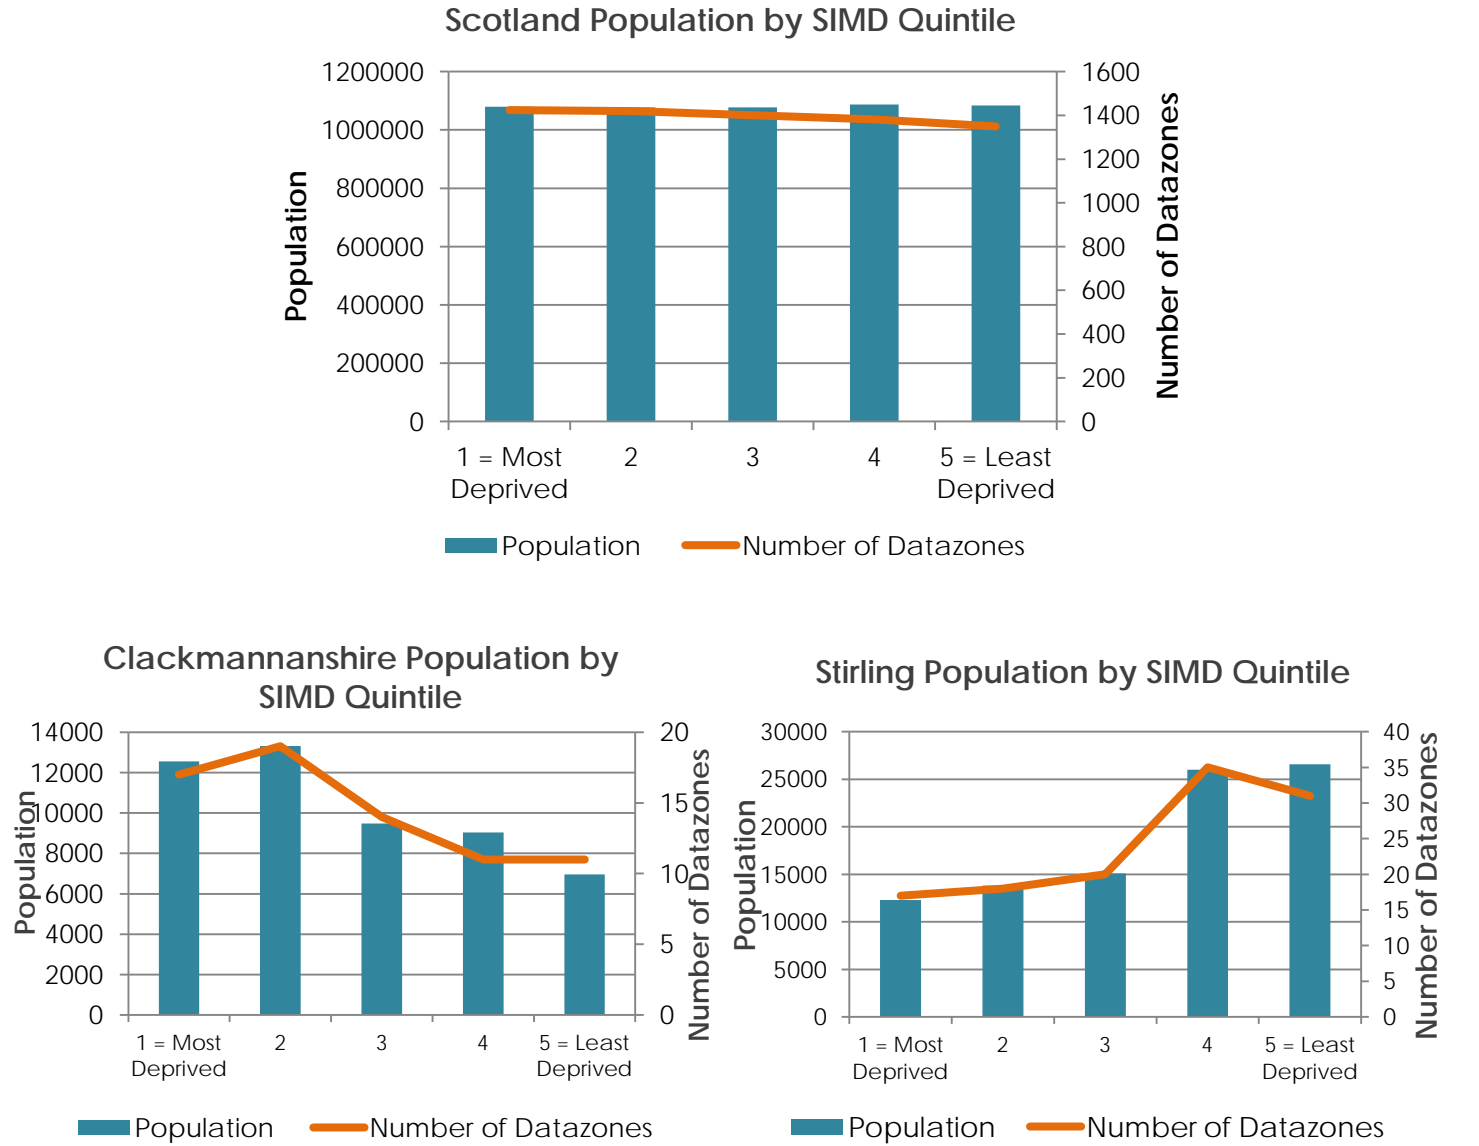 Scotland Population by SIMD Quintile
1200000
1000000
800000
600000
400000
200000
0
Population
1600
1400
1200
1000
800
600
400
200
0
Number of Datazones
1 = Most
Deprived
2
3
4
5 = Least
Deprived
Population
Number of Datazones
Clackmannanshire Population by
SIMD Quintile
14000
12000
10000
8000
6000
4000
2000
0
Population
20
15
10
5
0
Number of Datazones
1 = Most
Deprived
2
3
4
5 = Least
Deprived
Population
Number of Datazones
Stirling Population by SIMD Quintile
30000
25000
20000
15000
10000
5000
0
Population
40
35
30
25
20
15
10
5
0
Number of Datazones
1 = Most
Deprived
2
3
4
5 = Least
Deprived
Population
Number of Datazones